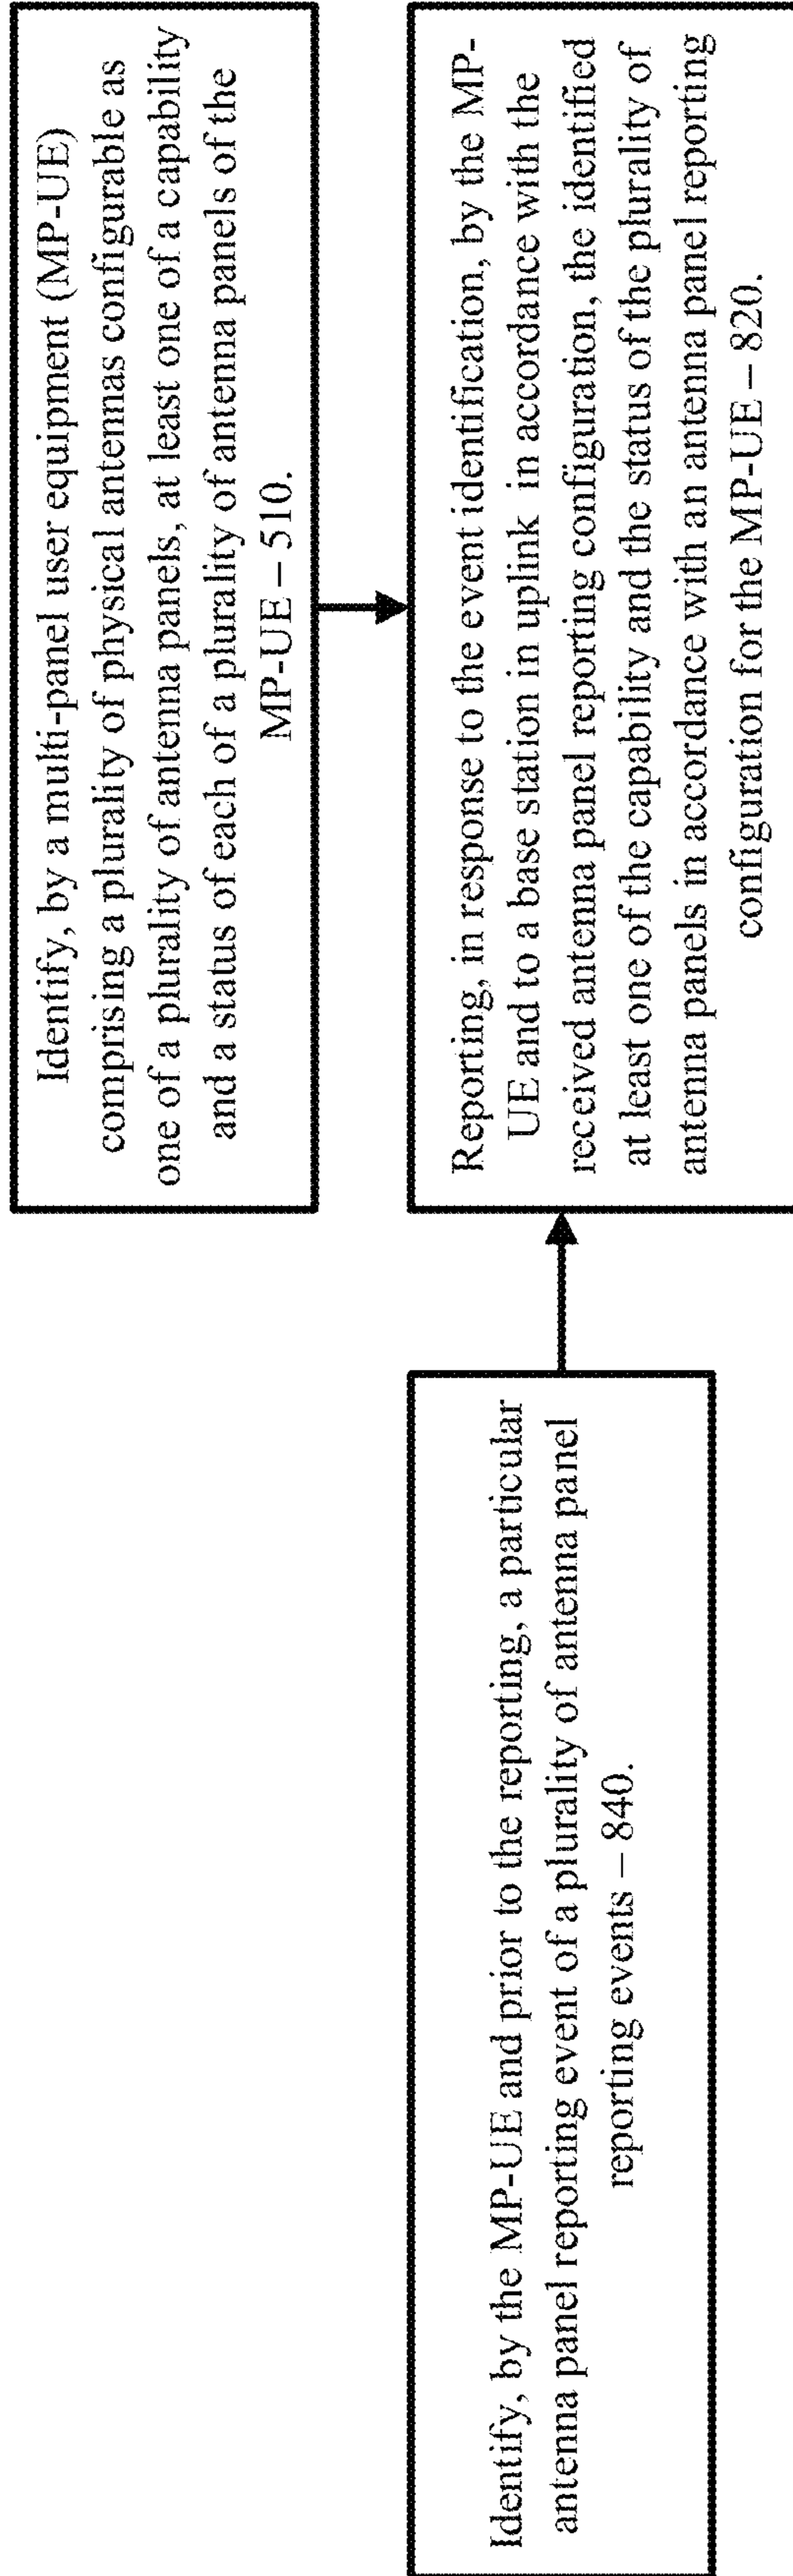 Identify, by a multi-panel user equipment (MP-UE)
comprising a plurality of physical antennas configurable as
one of a plurality of antenna panels, at least one of a capability
and a status of each of a plurality of antenna panels of the
MP-UE – 510.
Identify, by the MP-UE and prior to the reporting, a particular
antenna panel reporting event of a plurality of antenna panel
reporting events – 840.
Reporting, in response to the event identification, by the MP-
UE and to a base station in uplink in accordance with the
received antenna panel reporting configuration, the identified
at least one of the capability and the status of the plurality of
antenna panels in accordance with an antenna panel reporting
configuration for the MP-UE – 820.